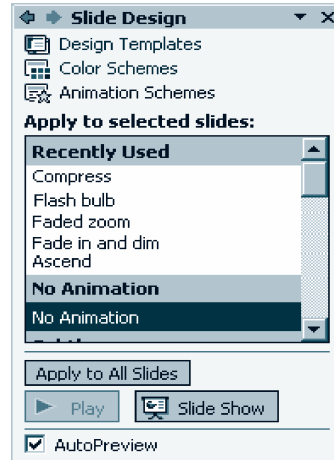 Slide Design
Design Templates
Color Schemes
Animation Schemes
Apply to selected slides:
Recently Used
Compress
Flash bulb
Faded zoom
Fade in and dim
Ascend
No Animation
No Animation
Apply to All Slides
Play
Slide Show
AutoPreview